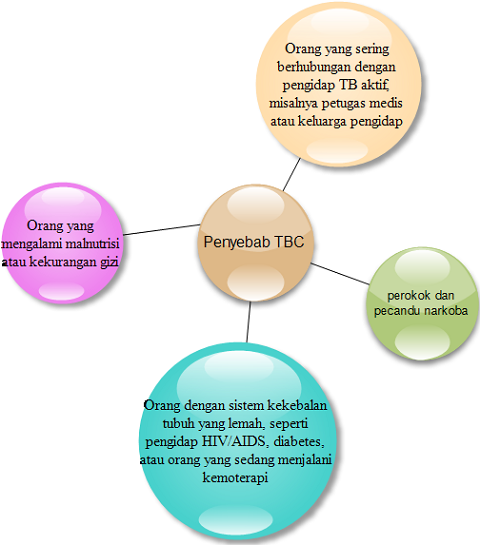 Orang yang sering
berhubungan dengan
pengidap TB aktif,
misalnya petugas medis
atau keluarga pengidap
Orang yang
mengalami malnutrisi
atau kekurangan gizi
Penyebab TBC
perokok dan
pecandu narkoba
Orang dengan sistem kekebalan
tubuh yang lemah, seperti
pengidap HIV/AIDS, diabetes,
atau orang yang sedang menjalani
kemoterapi